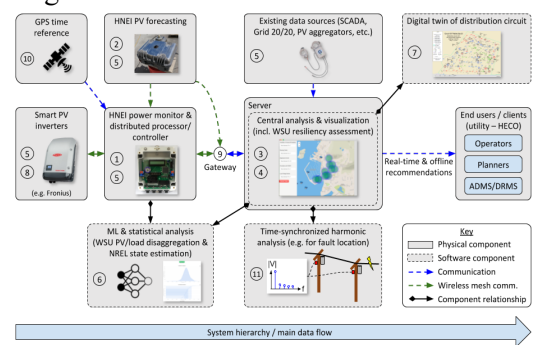 GPS time
reference
10
HNEI PV forecasting
2
5
Existing data sources (SCADA,
Grid 20/20, PV aggregators, etc.)
5
Digital twin of distribution circuit
7
Smart PV
inverters
5
8
(e.g. Fronius)
HNEI power monitor &
distributed processor/
controller
1
5
9
Gateway
Server
Central analysis & visualization
(incl. WSU resiliency assessment)
3
4
Real-time & offline
recommendations
End users / clients
(utility – HECO)
Operators
Planners
ADMS/DRMS
ML & statistical analysis
(WSU PV/load disaggregation &
NREL state estimation)
6
Time-synchronized harmonic
analysis (e.g. for fault location)
11
|V|
f
Key
Physical component
Software component
Communication
Wireless mesh comm.
Component relationship
System hierarchy / main data flow